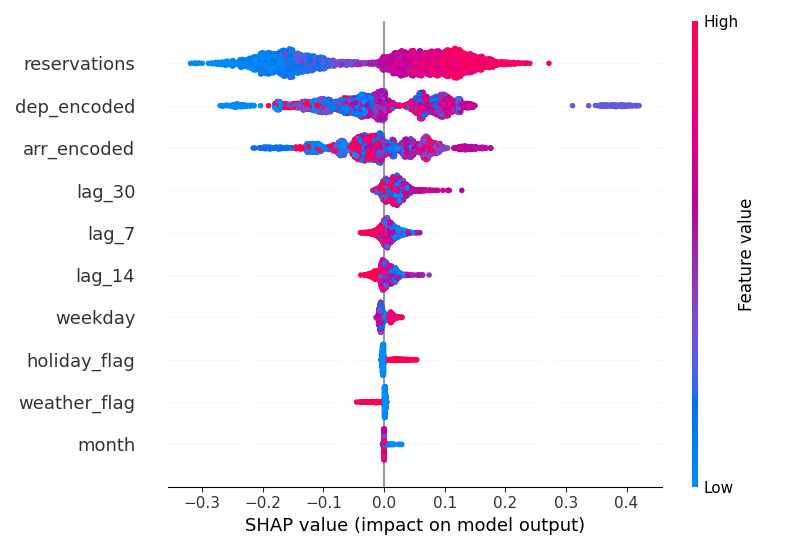 High
reservations
dep_encoded
arr_encoded
lag_30
lag_7
lag_14
weekday
holiday_flag
weather_flag
month
Feature value
Low
−0.3 −0.2 −0.1 0.0 0.1 0.2 0.3 0.4
SHAP value (impact on model output)